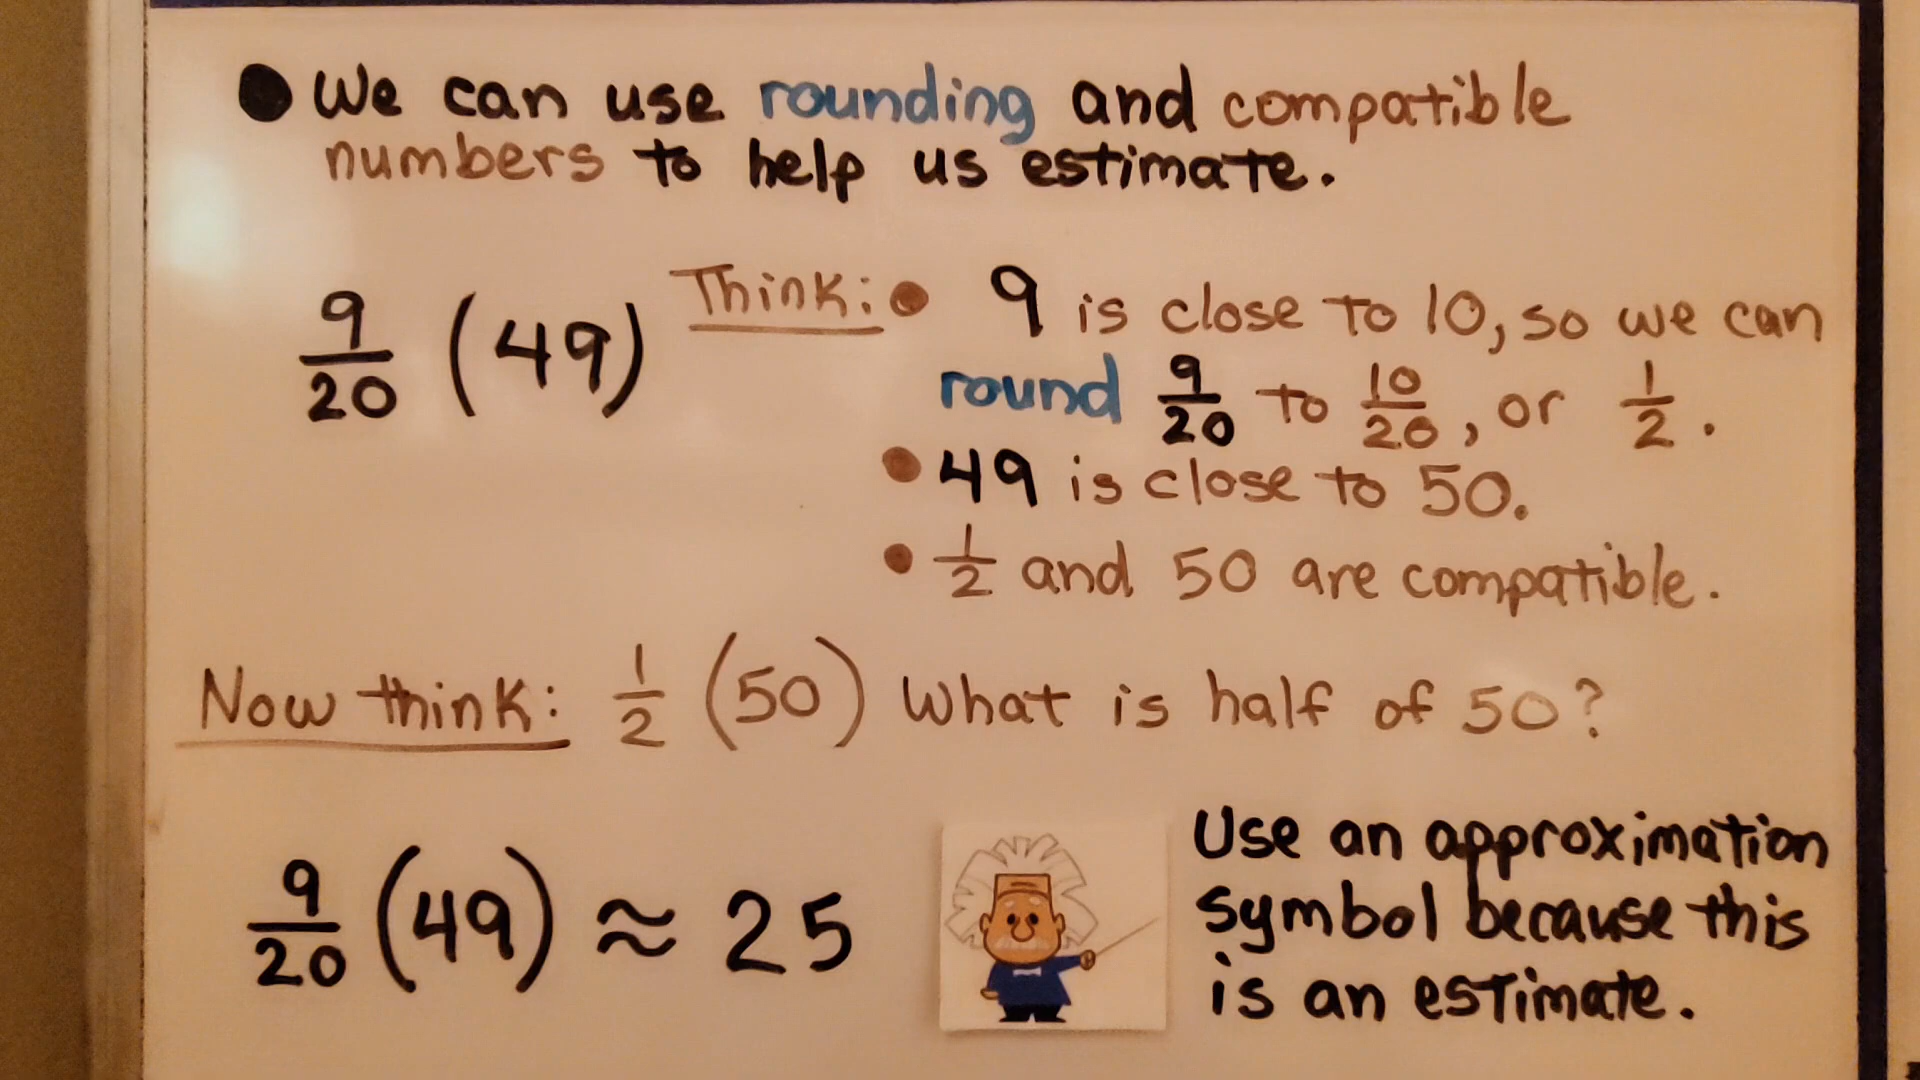 ● We can use rounding and compatible
numbers to help us estimate.
9/20 (49) Think: ● 9 is close to 10, so we can
round 9/20 to 10/20, or 1/2.
● 49 is close to 50.
● 1/2 and 50 are compatible.
Now think: 1/2 (50) What is half of 50?
9/20 (49) ≈ 25
Use an approximation
symbol because this
is an estimate.